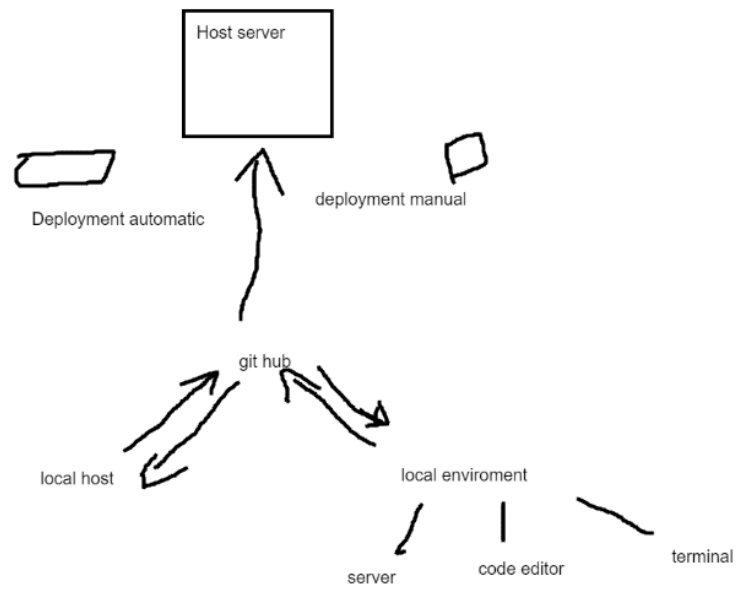 Host server
Deployment automatic
deployment manual
git hub
local host
local enviroment
server
code editor
terminal